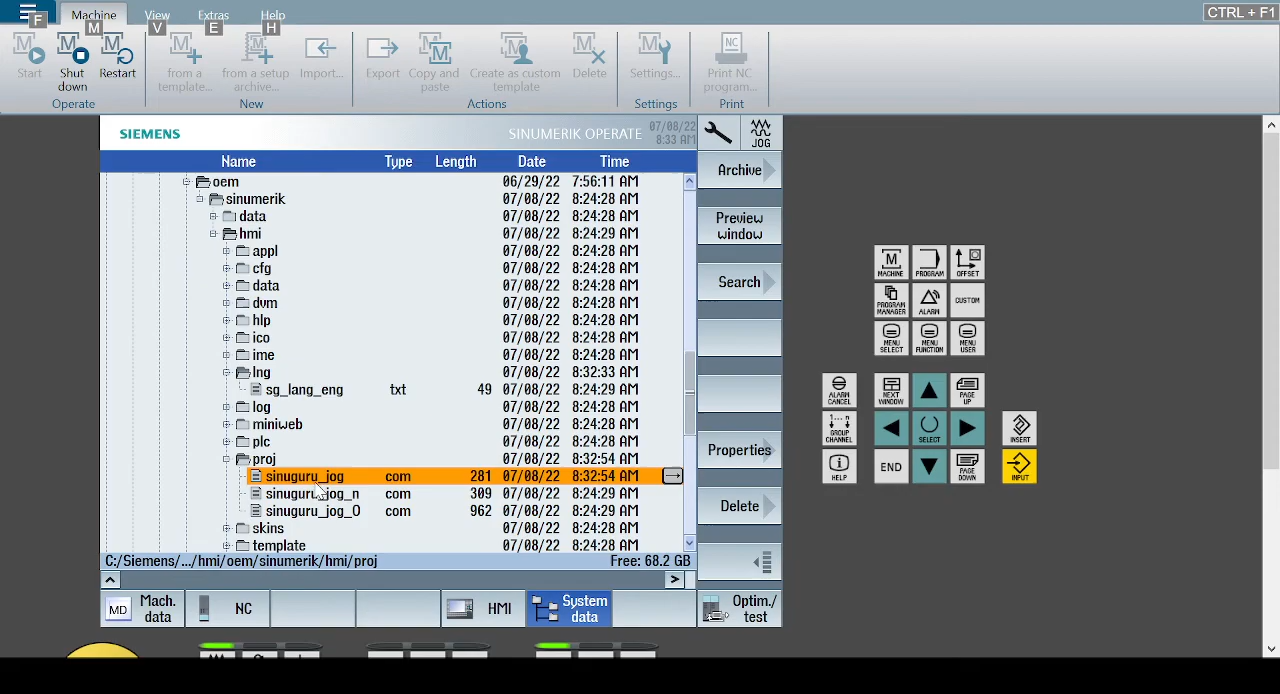 Machine View Extras Help CTRL + F1
F M V E H
Start Shut down Restart from a template... from a setup archive... Import... Export Copy and paste Create as custom template Delete Settings... Print NC program...
Operate New Actions Settings Print
SIEMENS SINUMERIK OPERATE 07/08/22 8:33 AM JOG
Name Type Length Date Time
oem 06/29/22 7:56:11 AM
sinumerik 07/08/22 8:24:28 AM
data 07/08/22 8:24:28 AM
hmi 07/08/22 8:24:29 AM
appl 07/08/22 8:24:28 AM
cfg 07/08/22 8:24:28 AM
data 07/08/22 8:24:28 AM
dvm 07/08/22 8:24:28 AM
hlp 07/08/22 8:24:28 AM
ico 07/08/22 8:24:28 AM
ime 07/08/22 8:24:28 AM
lng 07/08/22 8:32:33 AM
sg_lang_eng txt 49 07/08/22 8:24:29 AM
log 07/08/22 8:24:28 AM
miniweb 07/08/22 8:24:28 AM
plc 07/08/22 8:24:28 AM
proj 07/08/22 8:32:54 AM
sinuguru_jog com 281 07/08/22 8:32:54 AM
sinuguru_jog_n com 309 07/08/22 8:24:29 AM
sinuguru_jog_O com 962 07/08/22 8:24:29 AM
skins 07/08/22 8:24:28 AM
template 07/08/22 8:24:28 AM
C:/Siemens/.../hmi/oem/sinumerik/hmi/proj Free: 68.2 GB
Archive
Preview window
Search
Properties
Delete
MD Mach. data NC HMI System data Optim./ test
M MACHINE PROGRAM OFFSET
PROGRAM MANAGER ALARM CUSTOM
MENU SELECT MENU FUNCTION MENU USER
ALARM CANCEL NEXT WINDOW PAGE UP
1... n GROUP CHANNEL SELECT INSERT
HELP END PAGE DOWN INPUT